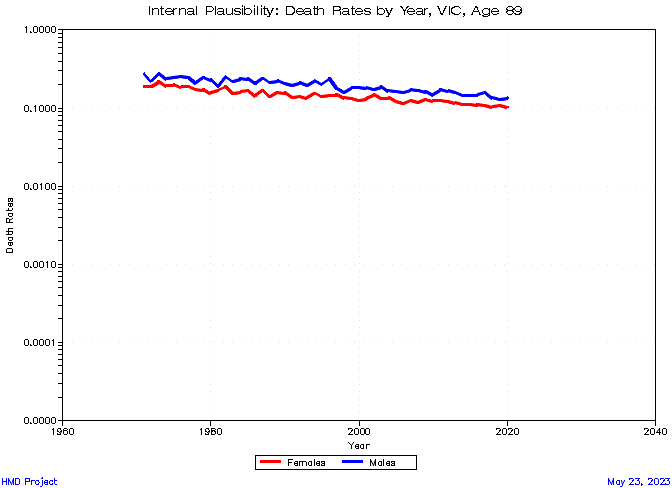 Internal Plausibility: Death Rates by Year, VIC, Age 89
1.0000
0.1000
0.0100
0.0010
0.0001
0.0000
Death Rates
1960
1980
2000
2020
2040
Year
Females
Males
HMD Project
May 23, 2023